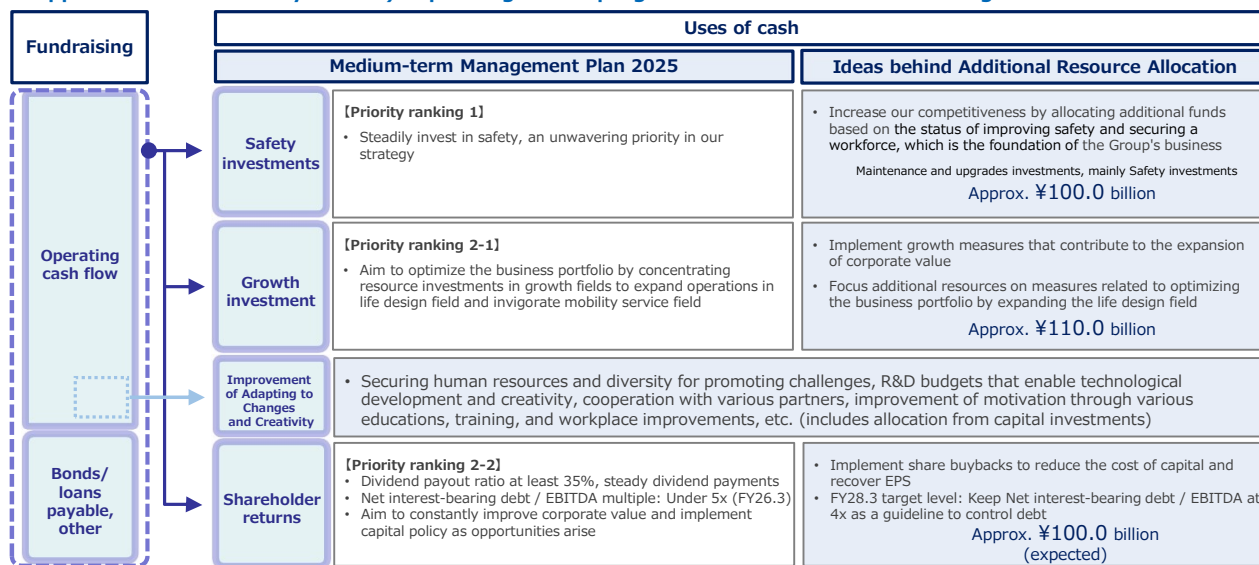 Fundraising
Uses of cash
Medium-term Management Plan 2025
Ideas behind Additional Resource Allocation
Operating
cash flow
Bonds/
loans
payable,
other
Safety
investments
【Priority ranking 1】
• Steadily invest in safety, an unwavering priority in our
strategy
• Increase our competitiveness by allocating additional funds
based on the status of improving safety and securing a
workforce, which is the foundation of the Group's business
Maintenance and upgrades investments, mainly Safety investments
Approx. ¥100.0 billion
Growth
investment
【Priority ranking 2-1】
• Aim to optimize the business portfolio by concentrating
resource investments in growth fields to expand operations in
life design field and invigorate mobility service field
• Implement growth measures that contribute to the expansion
of corporate value
• Focus additional resources on measures related to optimizing
the business portfolio by expanding the life design field
Approx. ¥110.0 billion
Improvement
of Adapting to
Changes
and Creativity
• Securing human resources and diversity for promoting challenges, R&D budgets that enable technological
development and creativity, cooperation with various partners, improvement of motivation through various
educations, training, and workplace improvements, etc. (includes allocation from capital investments)
Shareholder
returns
【Priority ranking 2-2】
• Dividend payout ratio at least 35%, steady dividend payments
• Net interest-bearing debt / EBITDA multiple: Under 5x (FY26.3)
• Aim to constantly improve corporate value and implement
capital policy as opportunities arise
• Implement share buybacks to reduce the cost of capital and
recover EPS
• FY28.3 target level: Keep Net interest-bearing debt / EBITDA at
4x as a guideline to control debt
Approx. ¥100.0 billion
(expected)